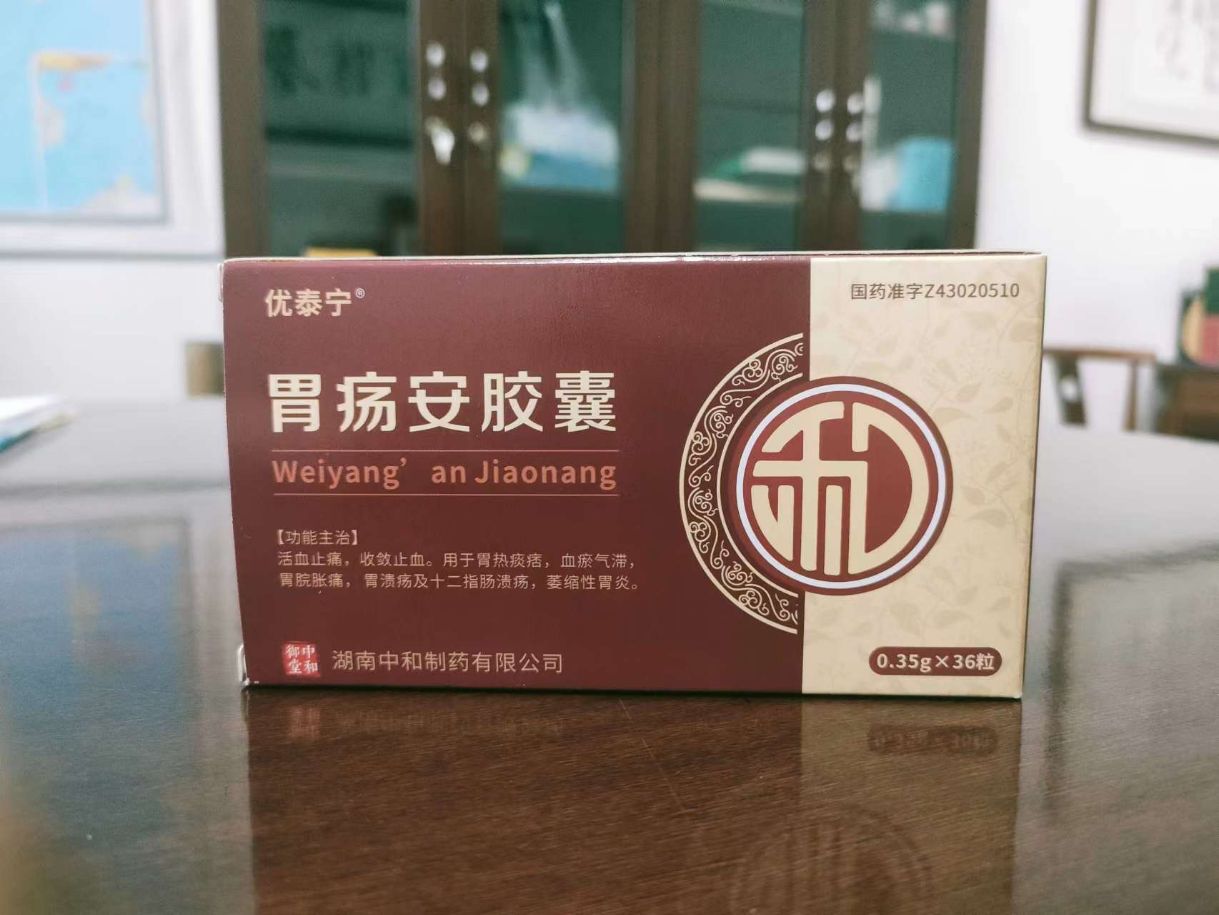 优泰宁®
国药准字Z43020510
胃疡安胶囊
Weiyang’an Jiaonang
和
【功能主治】
活血止痛，收敛止血。用于胃热痰痞，血瘀气滞，
胃脘胀痛，胃溃疡及十二指肠溃疡，萎缩性胃炎。
中和御堂
湖南中和制药有限公司
0.35g×36粒